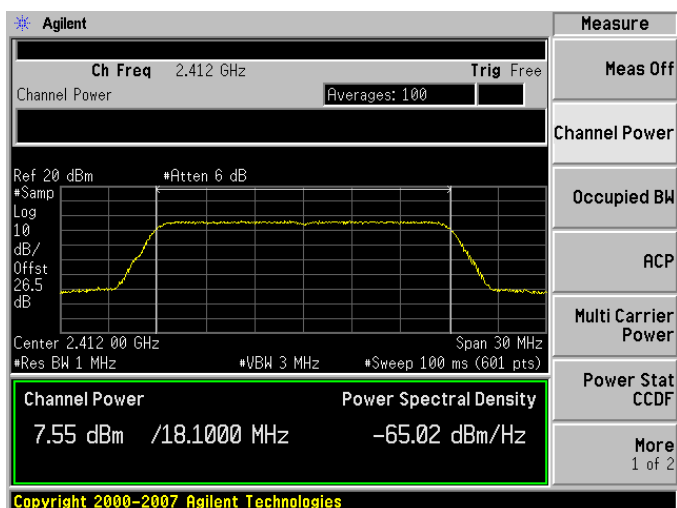 Agilent
Measure
Ch Freq 2.412 GHz Trig Free
Channel Power Averages: 100
Ref 20 dBm #Atten 6 dB
#Samp
Log
10
dB/
Offst
26.5
dB
Center 2.412 00 GHz Span 30 MHz
#Res BW 1 MHz #VBW 3 MHz #Sweep 100 ms (601 pts)
Channel Power Power Spectral Density
7.55 dBm /18.1000 MHz -65.02 dBm/Hz
Copyright 2000-2007 Agilent Technologies
Meas Off
Channel Power
Occupied BW
ACP
Multi Carrier
Power
Power Stat
CCDF
More
1 of 2